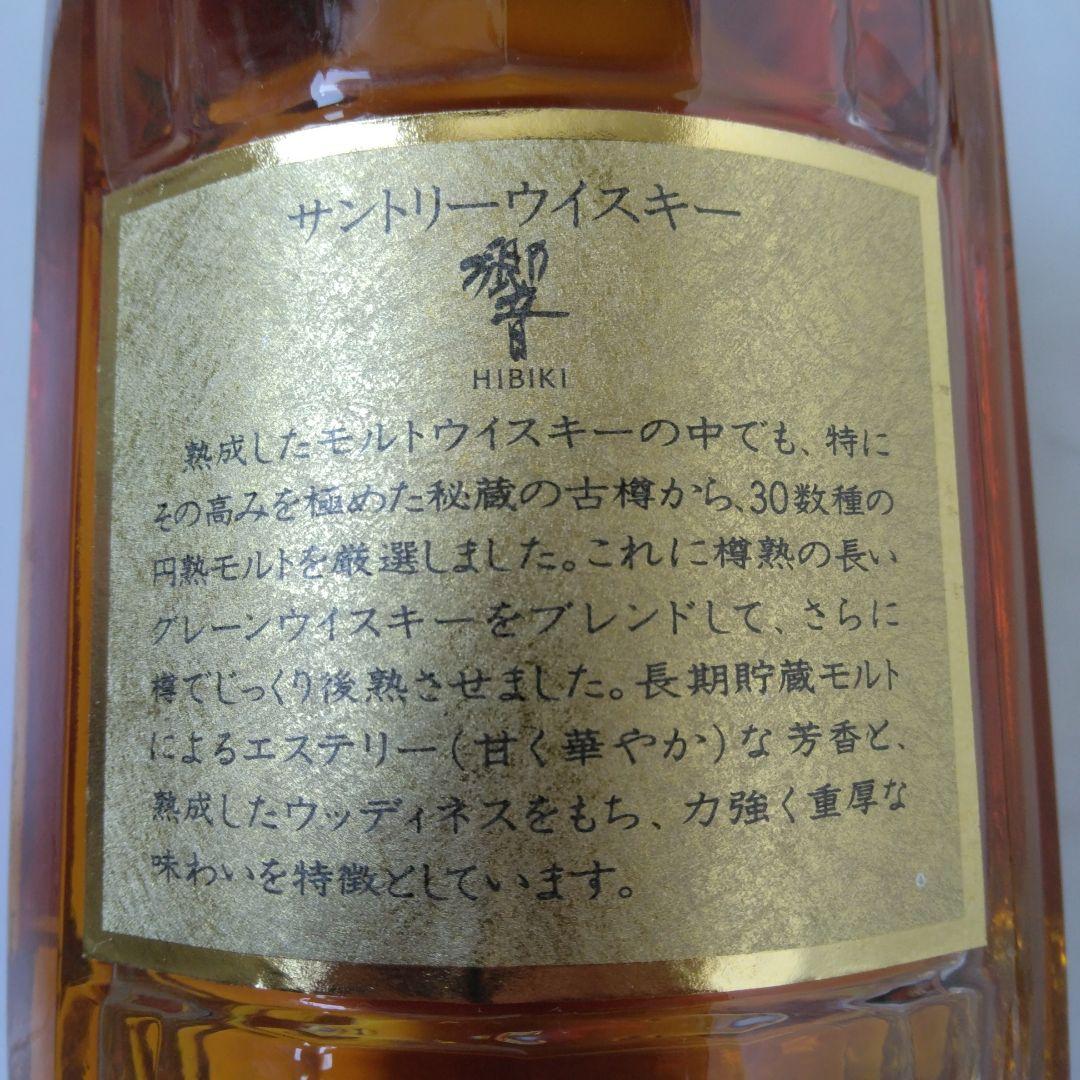 サントリーウイスキー
響
HIBIKI
熟成したモルトウイスキーの中でも、特に
その高みを極めた秘蔵の古樽から、30数種の
円熟モルトを厳選しました。これに樽熟の長い
グレーンウイスキーをブレンドして、さらに
樽でじっくり後熟させました。長期貯蔵モルト
によるエステリー(甘く華やか)な芳香と、
熟成したウッディネスをもち、力強く重厚な
味わいを特徴としています。